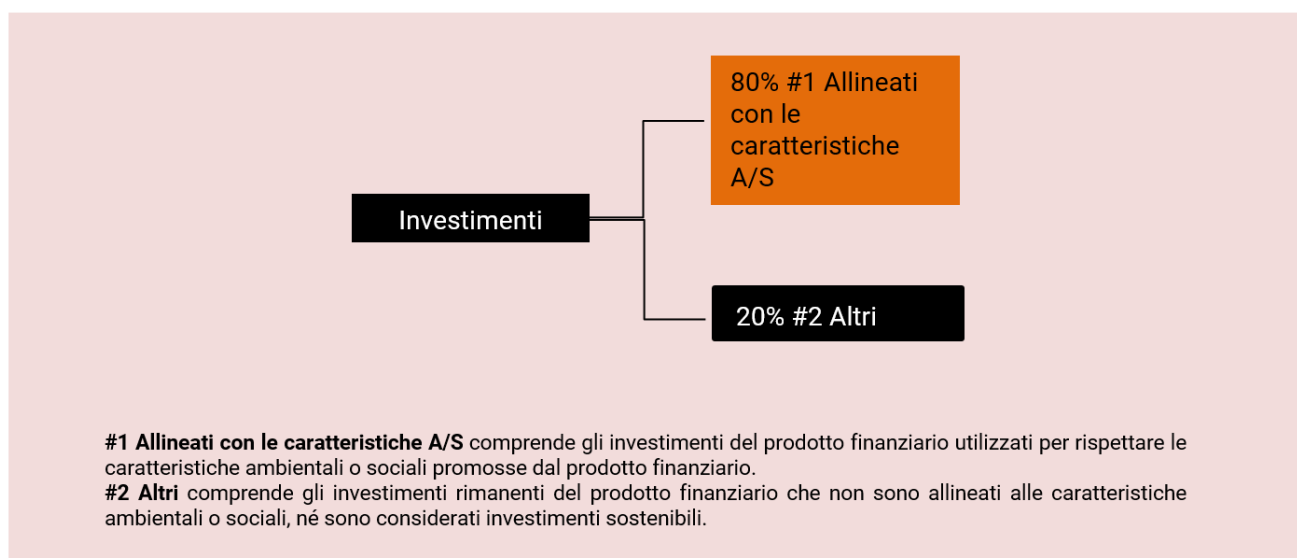 80% #1 Allineati
con le
caratteristiche
A/S
Investimenti
20% #2 Altri
#1 Allineati con le caratteristiche A/S comprende gli investimenti del prodotto finanziario utilizzati per rispettare le
caratteristiche ambientali o sociali promosse dal prodotto finanziario.
#2 Altri comprende gli investimenti rimanenti del prodotto finanziario che non sono allineati alle caratteristiche
ambientali o sociali, né sono considerati investimenti sostenibili.